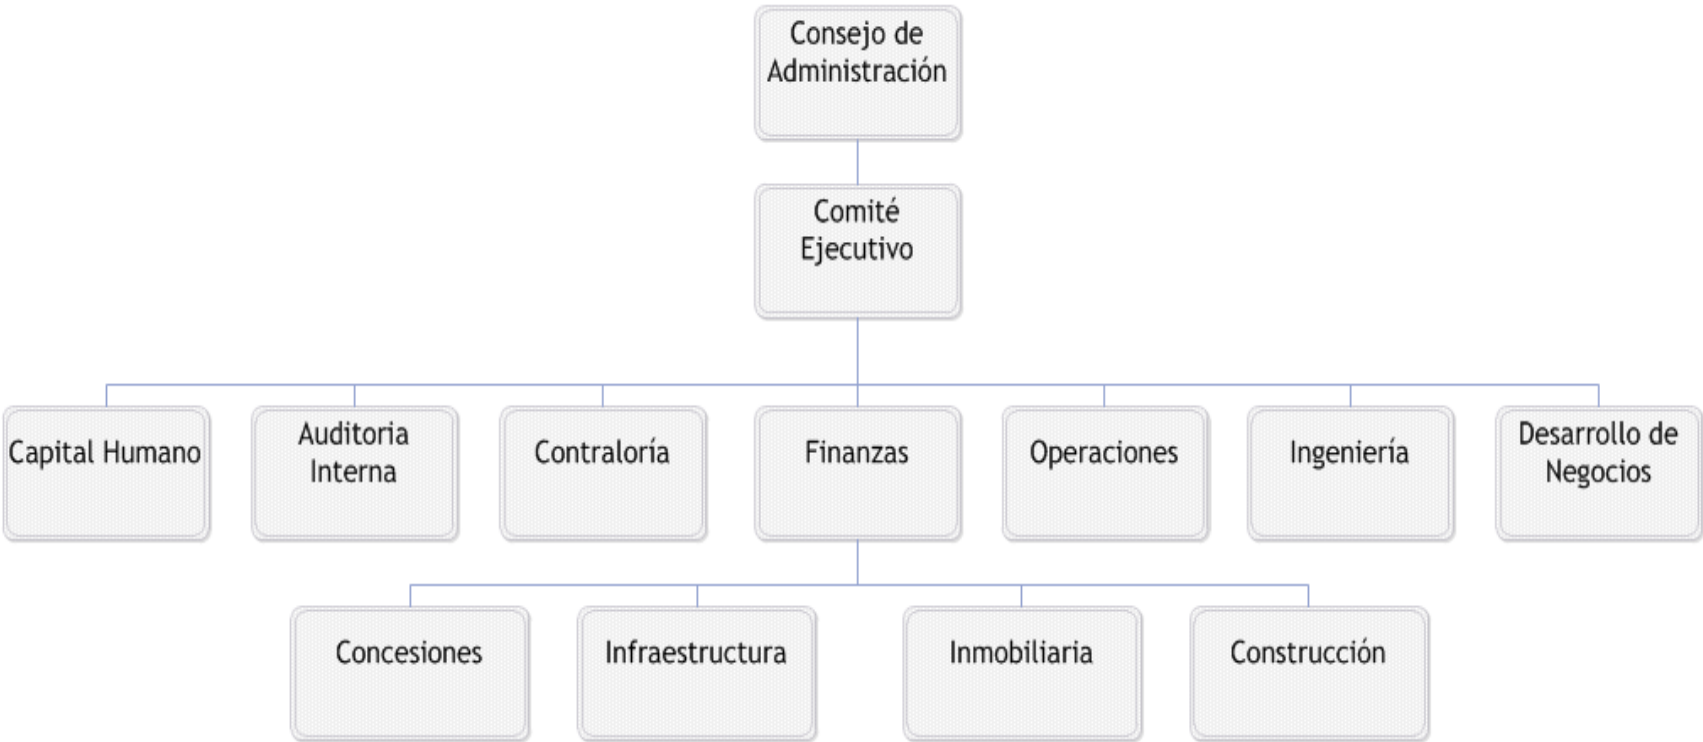 Consejo de
Administración
Comité
Ejecutivo
Capital Humano
Auditoria
Interna
Contraloría
Finanzas
Operaciones
Ingeniería
Desarrollo de
Negocios
Concesiones
Infraestructura
Inmobiliaria
Construcción